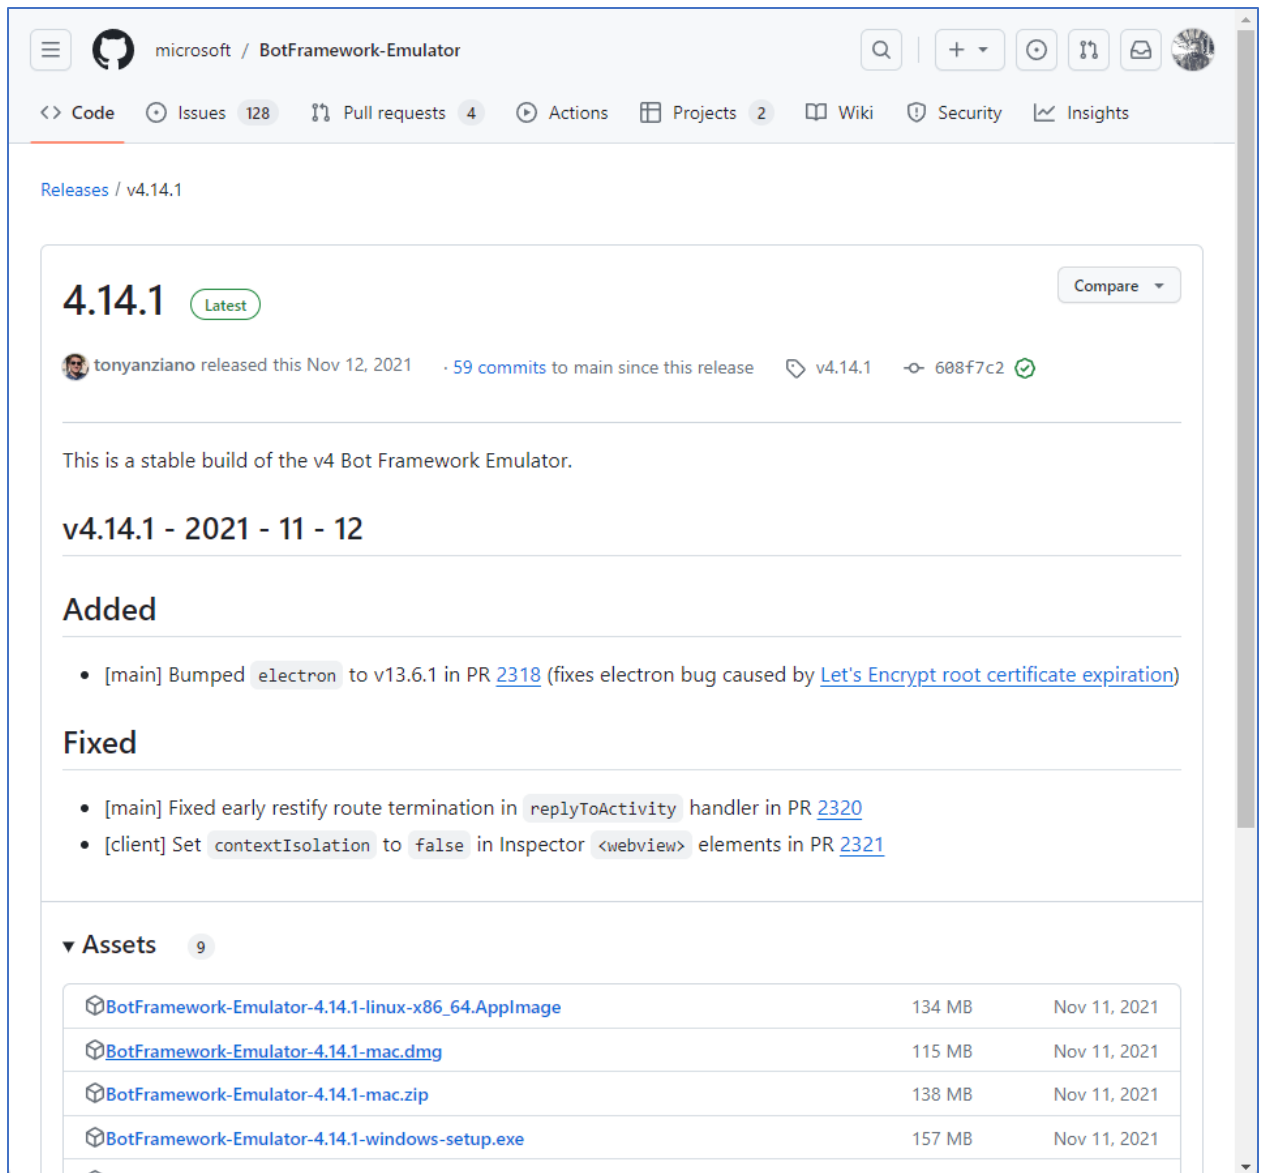 microsoft / BotFramework-Emulator
Code Issues 128 Pull requests 4 Actions Projects 2 Wiki Security Insights
Releases / v4.14.1
4.14.1 Latest Compare
tonyanziano released this Nov 12, 2021 · 59 commits to main since this release v4.14.1 608f7c2
This is a stable build of the v4 Bot Framework Emulator.
v4.14.1 - 2021 - 11 - 12
Added
• [main] Bumped electron to v13.6.1 in PR 2318 (fixes electron bug caused by Let's Encrypt root certificate expiration)
Fixed
• [main] Fixed early restify route termination in replyToActivity handler in PR 2320
• [client] Set contextIsolation to false in Inspector <webview> elements in PR 2321
Assets 9
BotFramework-Emulator-4.14.1-linux-x86_64.AppImage 134 MB Nov 11, 2021
BotFramework-Emulator-4.14.1-mac.dmg 115 MB Nov 11, 2021
BotFramework-Emulator-4.14.1-mac.zip 138 MB Nov 11, 2021
BotFramework-Emulator-4.14.1-windows-setup.exe 157 MB Nov 11, 2021